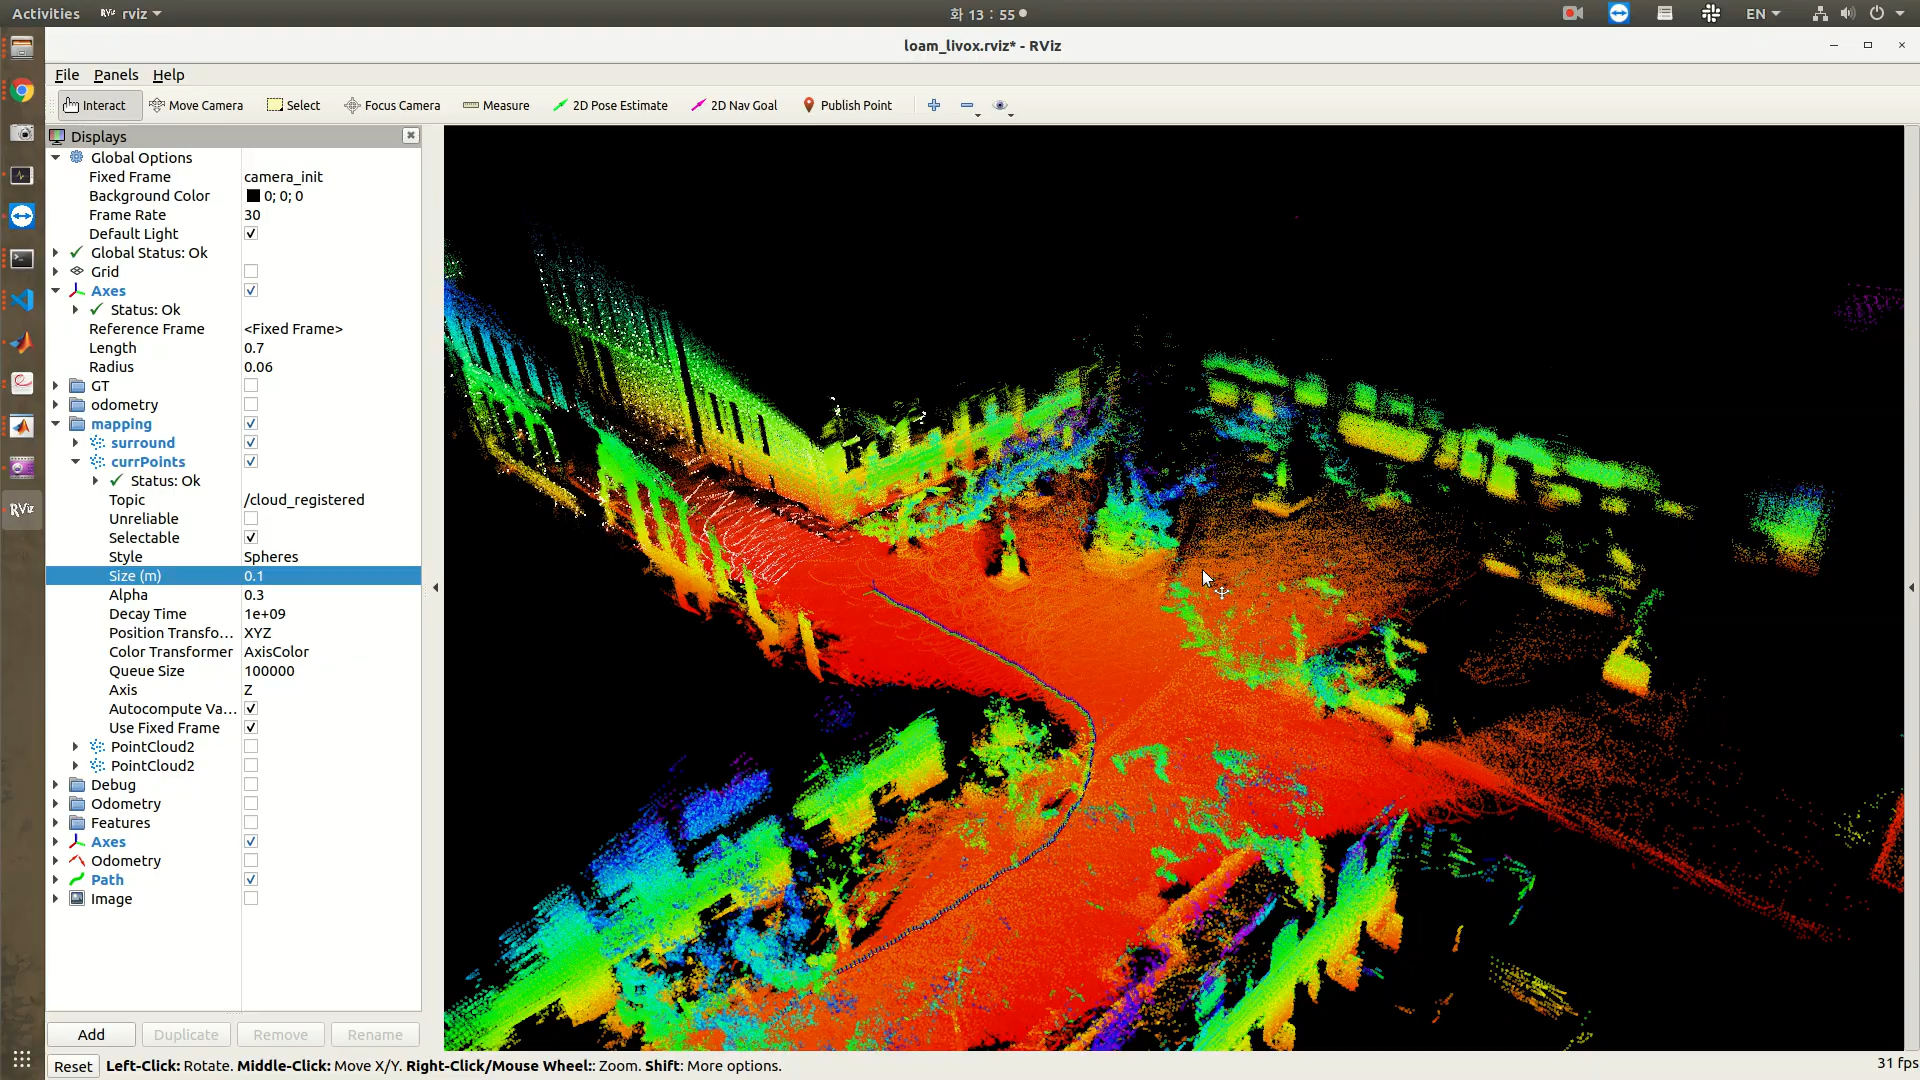 Activities rviz 화 13：55 EN
loam_livox.rviz* - RViz
File Panels Help
Interact Move Camera Select Focus Camera Measure 2D Pose Estimate 2D Nav Goal Publish Point
Displays
Global Options
Fixed Frame camera_init
Background Color 0; 0; 0
Frame Rate 30
Default Light
Global Status: Ok
Grid
Axes
Status: Ok
Reference Frame <Fixed Frame>
Length 0.7
Radius 0.06
GT
odometry
mapping
surround
currPoints
Status: Ok
Topic /cloud_registered
Unreliable
Selectable
Style Spheres
Size (m) 0.1
Alpha 0.3
Decay Time 1e+09
Position Transfo... XYZ
Color Transformer AxisColor
Queue Size 100000
Axis Z
Autocompute Va...
Use Fixed Frame
PointCloud2
PointCloud2
Debug
Odometry
Features
Axes
Odometry
Path
Image
RViz
Add Duplicate Remove Rename
Reset Left-Click: Rotate. Middle-Click: Move X/Y. Right-Click/Mouse Wheel:: Zoom. Shift: More options. 31 fps